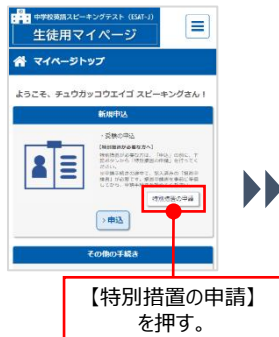 中学校英語スピーキングテスト (ESAT-J)
生徒用マイページ
マイページトップ
ようこそ、チュウガッコウエイゴ スピーキングさん！
新規申込
・受験の申込
特別措置の申請
> 申込
その他の手続き
【特別措置の申請】
を押す。